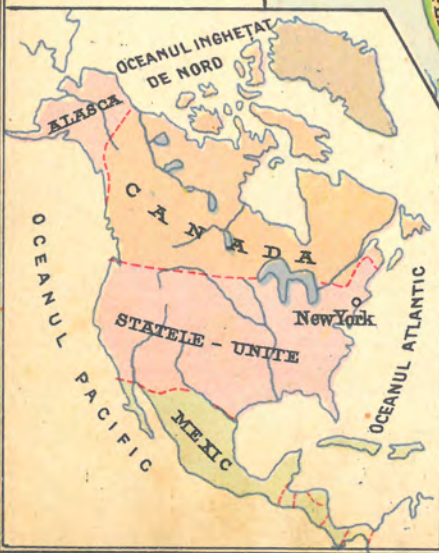 OCEANUL INGHEȚAT
DE NORD
ALASCA
CANADA
OCEANUL PACIFIC
STATELE-UNITE
NewYork
OCEANUL ATLANTIC
MEXIC